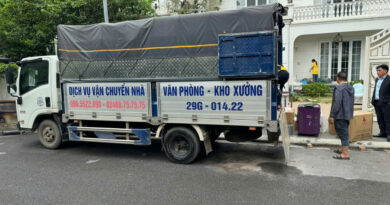 DỊCH VỤ VẬN CHUYỂN NHÀ
VĂN PHÒNG - KHO XƯỞNG
29G - 014.22